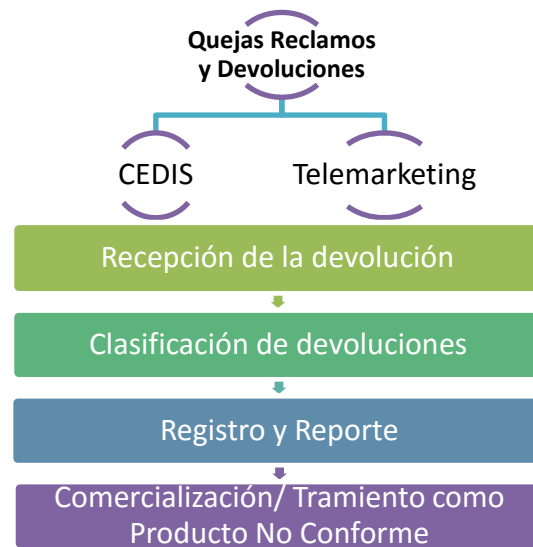 Quejas Reclamos
y Devoluciones
CEDIS
Telemarketing
Recepción de la devolución
Clasificación de devoluciones
Registro y Reporte
Comercialización/ Tramiento como
Producto No Conforme